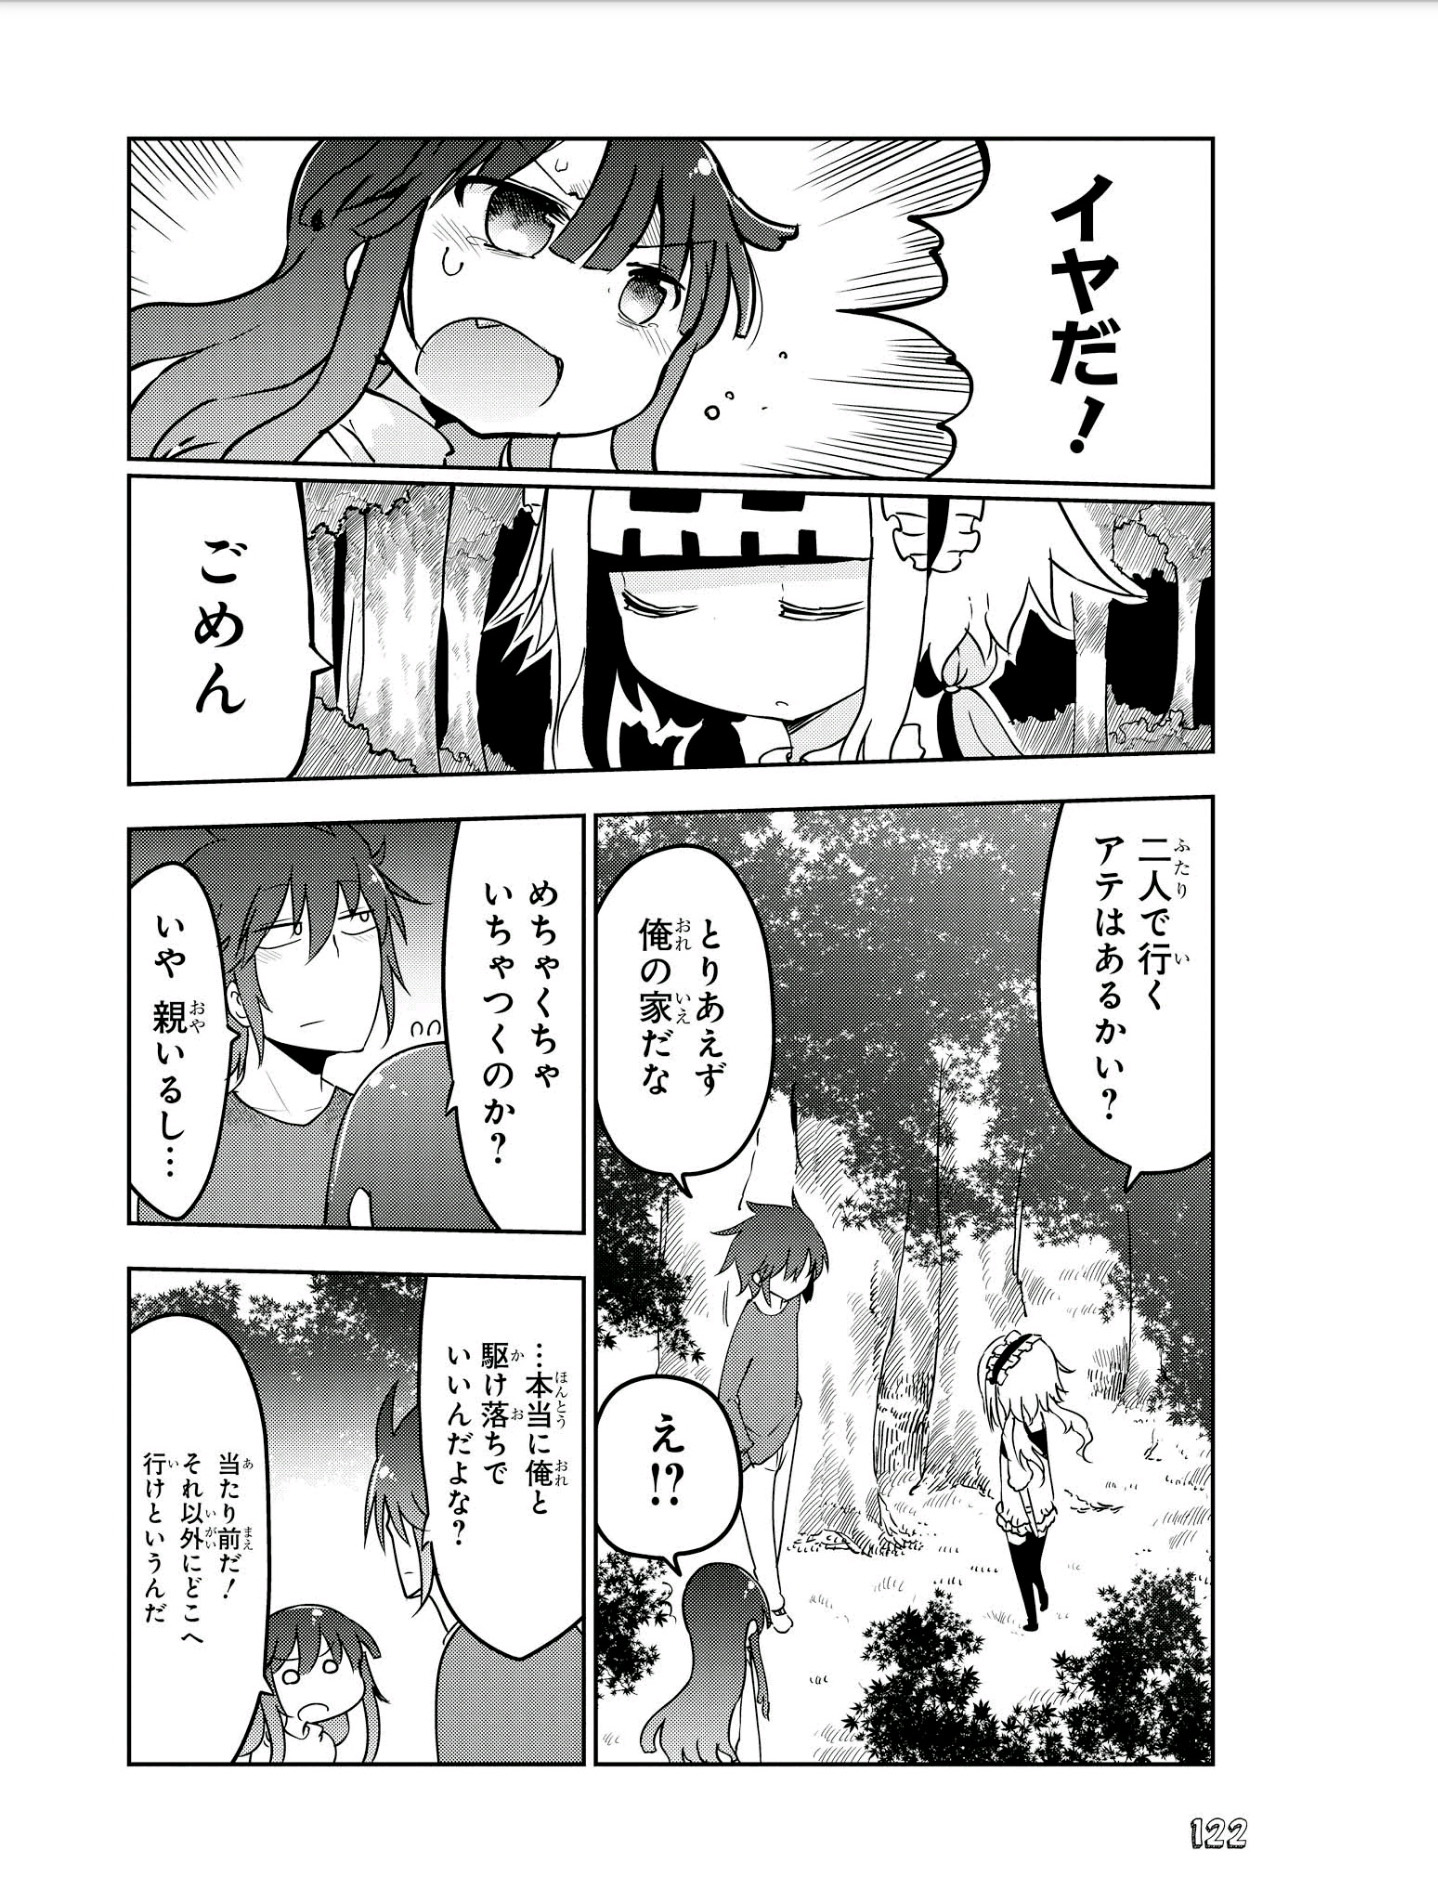 イヤだ！
ごめん
二人で行く
アテはあるかい？
とりあえず
俺の家だな
え!?
めちゃくちゃ
いちゃつくのか？
いや 親いるし…
…本当に俺と
駆け落ちで
いいんだよな？
当たり前だ！
それ以外にどこへ
行けというんだ
122